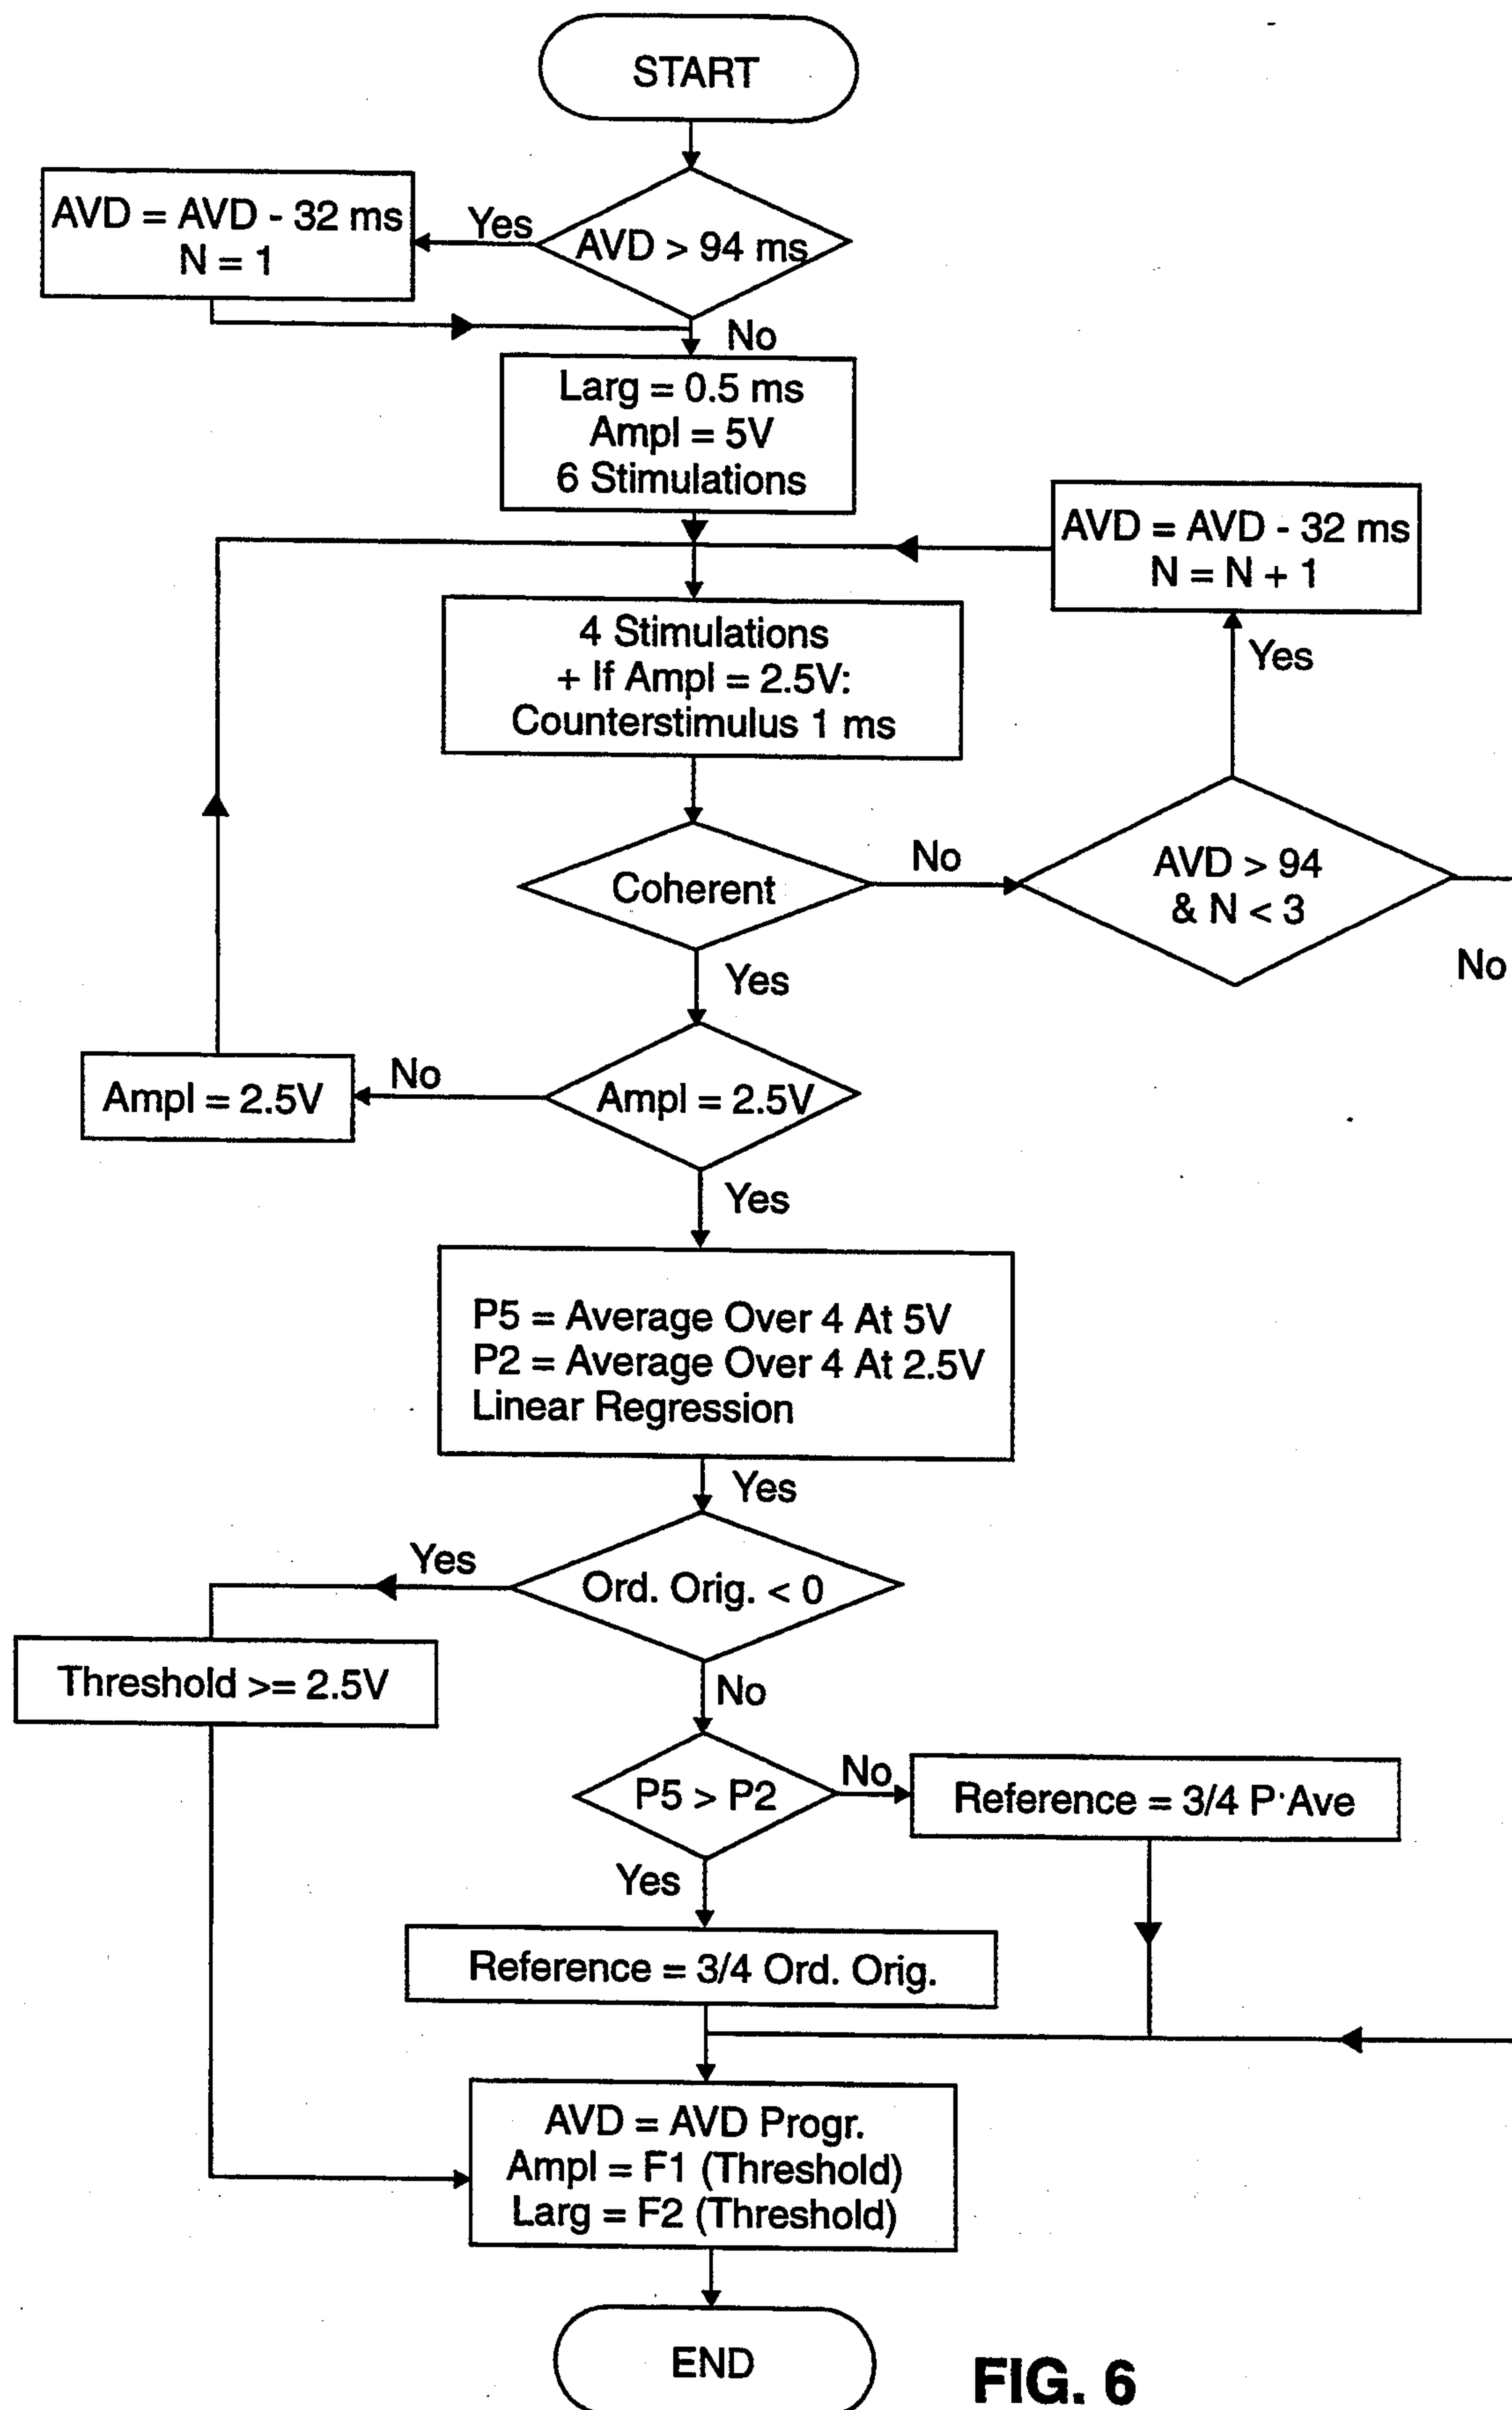 START
AVD > 94 ms
Yes
AVD = AVD - 32 ms
N = 1
No
Larg = 0.5 ms
Ampl = 5V
6 Stimulations
AVD = AVD - 32 ms
N = N + 1
Yes
4 Stimulations
+ If Ampl = 2.5V:
Counterstimulus 1 ms
Coherent
No
AVD > 94
& N < 3
No
Yes
Ampl = 2.5V
No
Ampl = 2.5V
Yes
P5 = Average Over 4 At 5V
P2 = Average Over 4 At 2.5V
Linear Regression
Yes
Ord. Orig. < 0
Yes
Threshold >= 2.5V
No
P5 > P2
No
Reference = 3/4 P·Ave
Yes
Reference = 3/4 Ord. Orig.
AVD = AVD Progr.
Ampl = F1 (Threshold)
Larg = F2 (Threshold)
END
FIG. 6